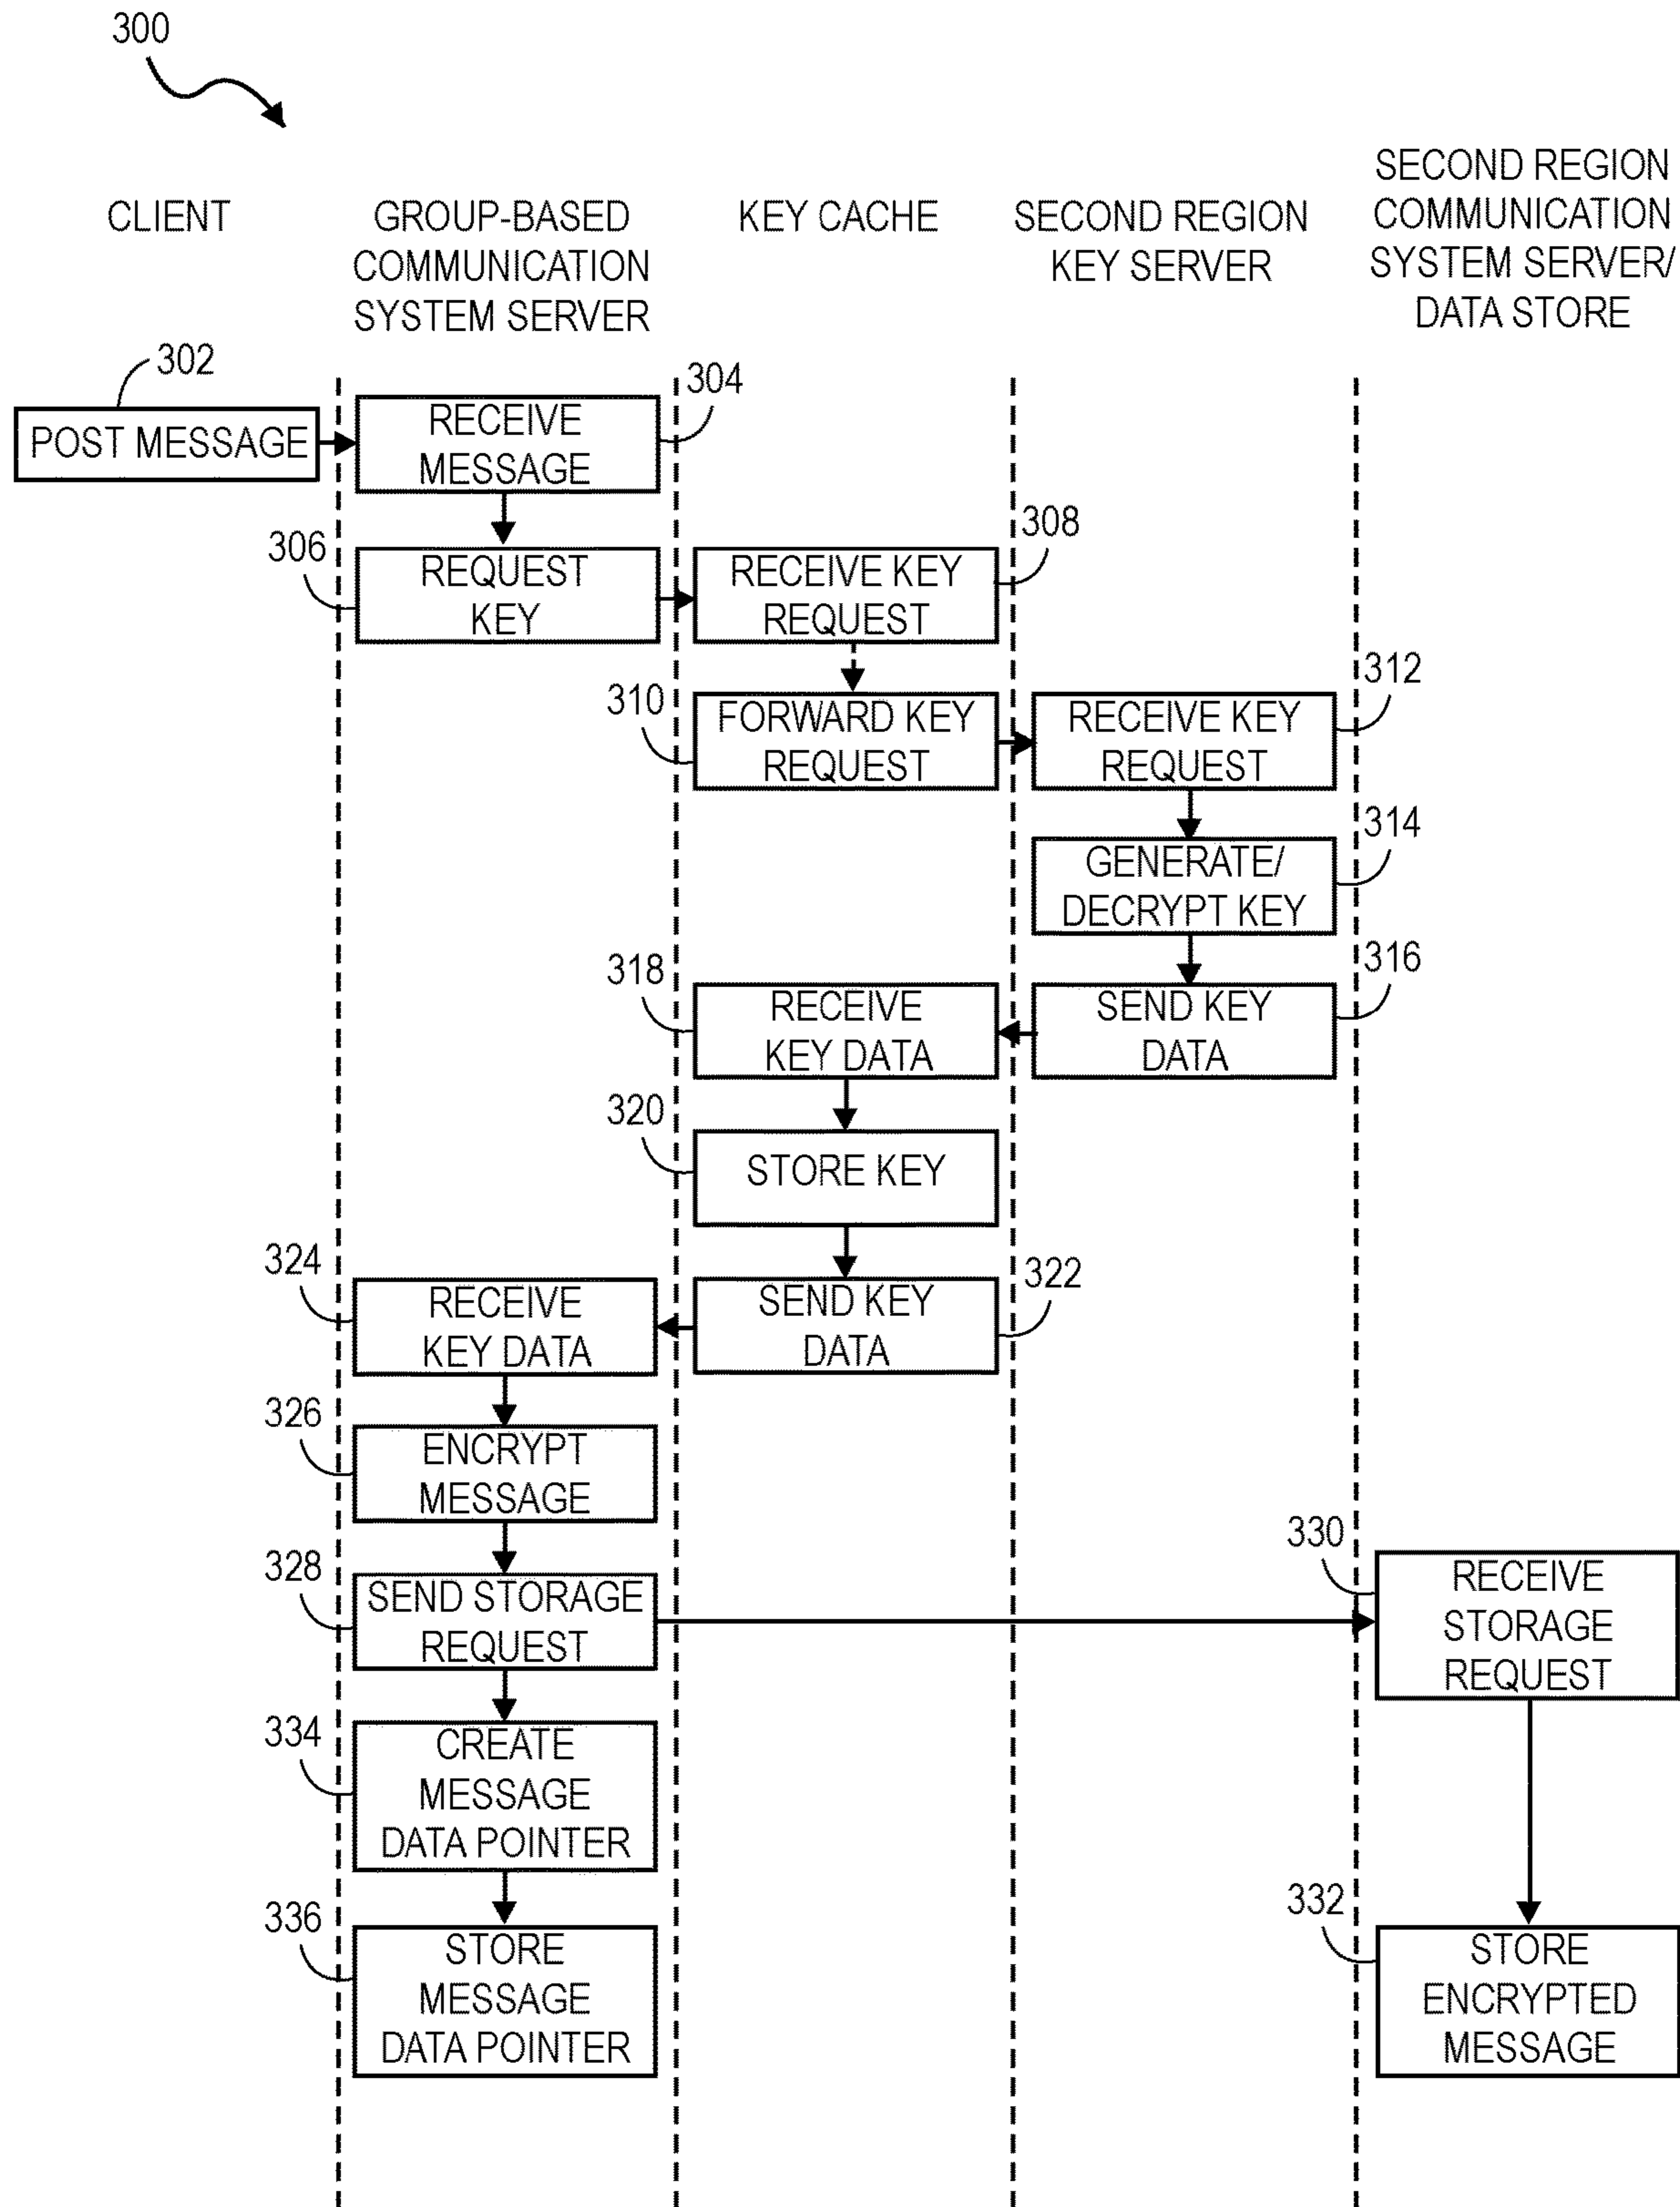 300
CLIENT
GROUP-BASED
COMMUNICATION
SYSTEM SERVER
KEY CACHE
SECOND REGION
KEY SERVER
SECOND REGION
COMMUNICATION
SYSTEM SERVER/
DATA STORE
302
POST MESSAGE
304
RECEIVE
MESSAGE
306
REQUEST
KEY
308
RECEIVE KEY
REQUEST
310
FORWARD KEY
REQUEST
312
RECEIVE KEY
REQUEST
314
GENERATE/
DECRYPT KEY
316
SEND KEY
DATA
318
RECEIVE
KEY DATA
320
STORE KEY
322
SEND KEY
DATA
324
RECEIVE
KEY DATA
326
ENCRYPT
MESSAGE
328
SEND STORAGE
REQUEST
330
RECEIVE
STORAGE
REQUEST
334
CREATE
MESSAGE
DATA POINTER
336
STORE
MESSAGE
DATA POINTER
332
STORE
ENCRYPTED
MESSAGE